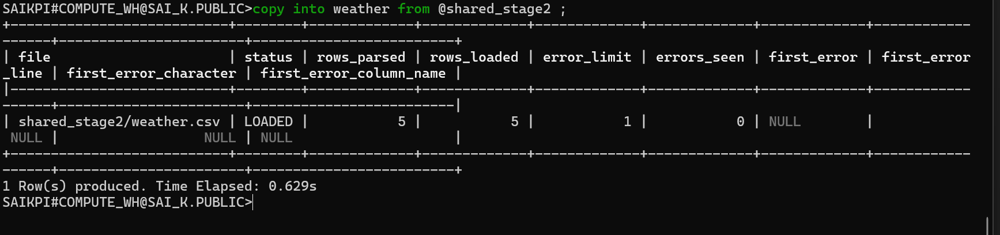 SAIKPI#COMPUTE_WH@SAI_K.PUBLIC>copy into weather from @shared_stage2 ;
+---------------------------+--------+-------------+-------------+-------------+-------------+-------------+------------
------+-----------------------+-------------------------+
| file                      | status | rows_parsed | rows_loaded | error_limit | errors_seen | first_error | first_error
_line | first_error_character | first_error_column_name |
|---------------------------+--------+-------------+-------------+-------------+-------------+-------------+------------
------+-----------------------+-------------------------|
| shared_stage2/weather.csv | LOADED |           5 |           5 |           1 |           0 | NULL        |
 NULL |                  NULL | NULL                    |
+---------------------------+--------+-------------+-------------+-------------+-------------+-------------+------------
------+-----------------------+-------------------------+
1 Row(s) produced. Time Elapsed: 0.629s
SAIKPI#COMPUTE_WH@SAI_K.PUBLIC>